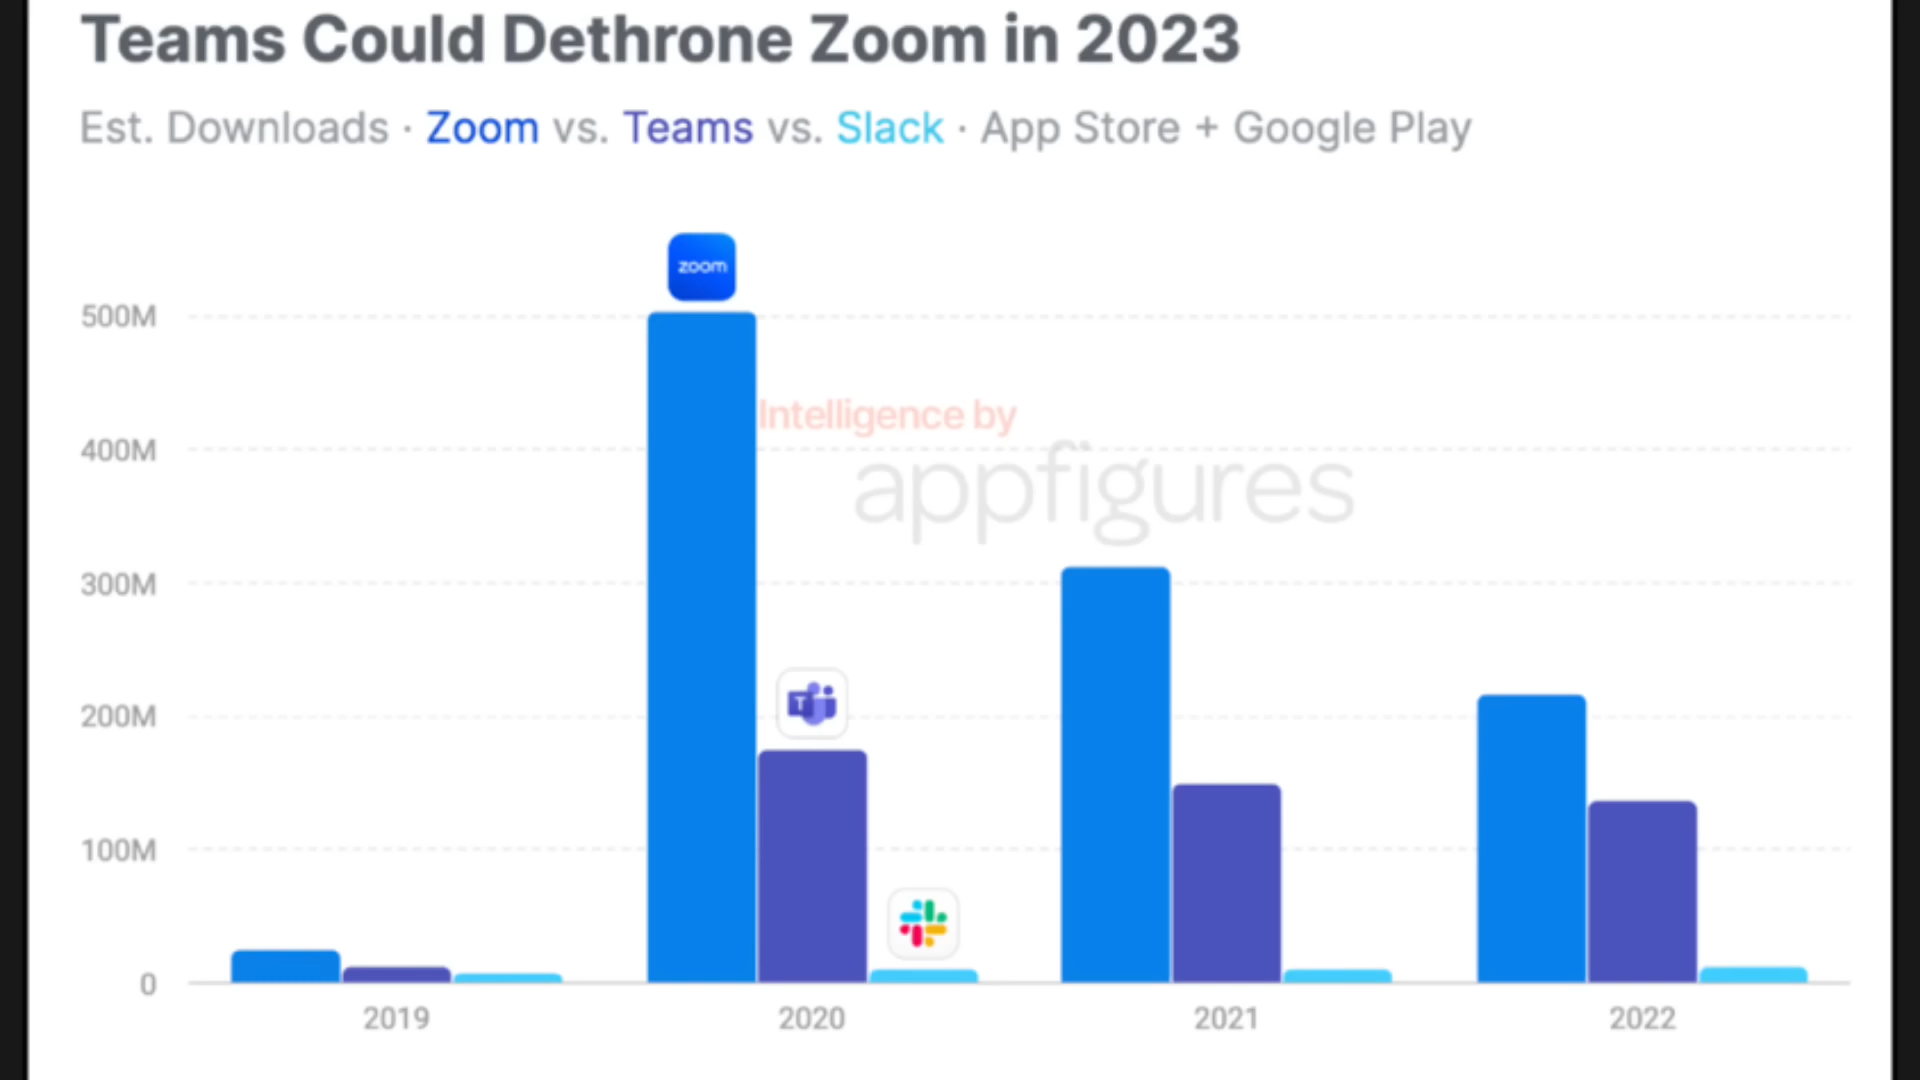 Teams Could Dethrone Zoom in 2023
Est. Downloads · Zoom vs. Teams vs. Slack · App Store + Google Play
zoom
500M
Intelligence by
400M
appfigures
300M
T
200M
100M
0
2019
2020
2021
2022